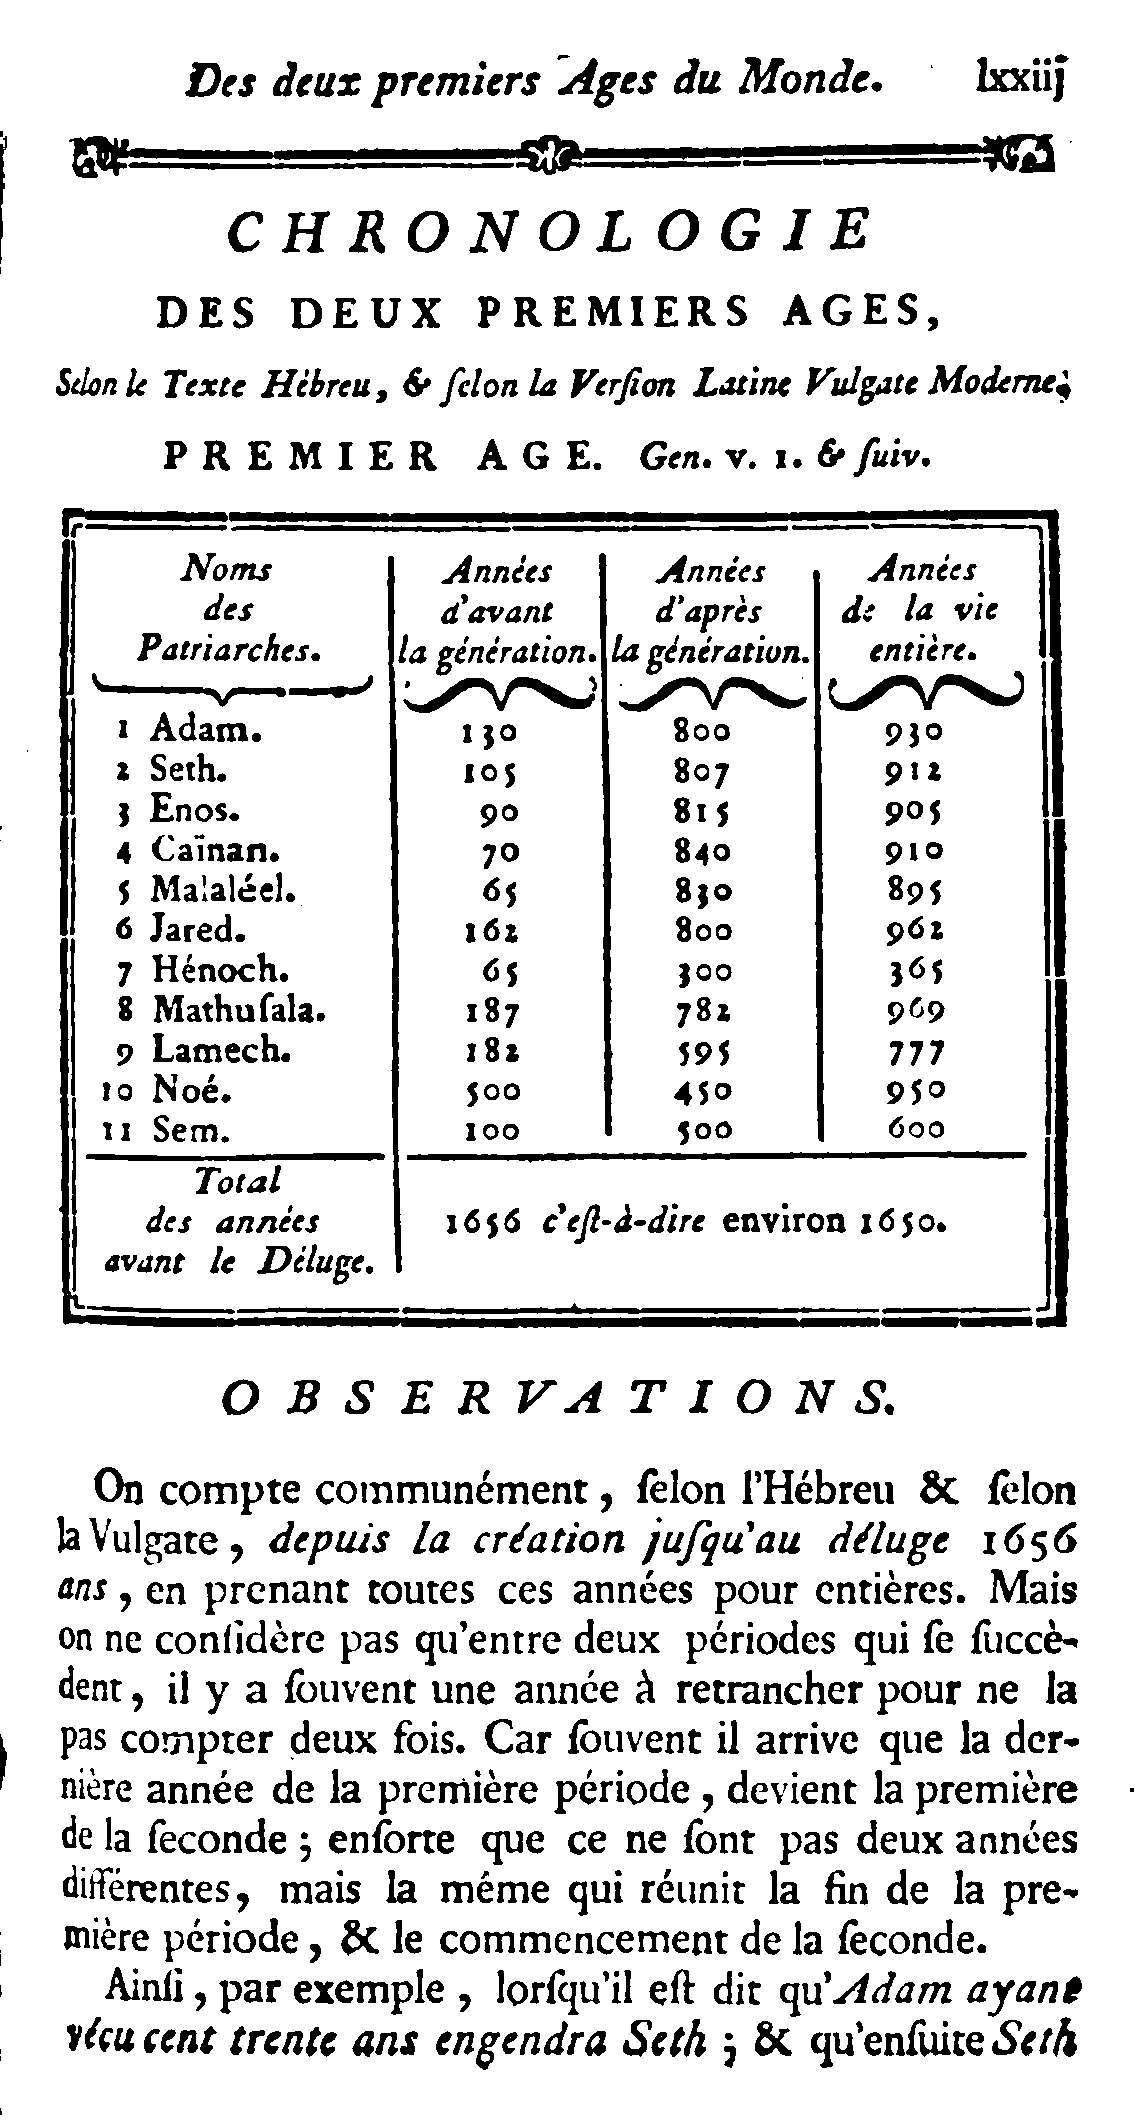 Des deux premiers Ages du Monde. lxxiij
CHRONOLOGIE
DES DEUX PREMIERS AGES,
Selon le Texte Hébreu, & ſelon la Verſion Latine Vulgate Moderne;
PREMIER AGE. Gen. v. 1. & ſuiv.
Noms des Patriarches. Années d'avant la génération. Années d'après la génération. Années de la vie entière.
1 Adam. 130 800 930
2 Seth. 105 807 912
3 Enos. 90 815 905
4 Caïnan. 70 840 910
5 Malaléel. 65 830 895
6 Jared. 162 800 962
7 Hénoch. 65 300 365
8 Mathuſala. 187 782 969
9 Lamech. 182 595 777
10 Noé. 500 450 950
11 Sem. 100 500 600
Total
des années
avant le Déluge.
1656 c'eſt-à-dire environ 1650.
OBSERVATIONS.
On compte communément, ſelon l'Hébreu & ſelon
la Vulgate, depuis la création juſqu'au déluge 1656
ans, en prenant toutes ces années pour entières. Mais
on ne conſidère pas qu'entre deux périodes qui ſe ſuccè-
dent, il y a ſouvent une année à retrancher pour ne la
pas compter deux fois. Car ſouvent il arrive que la der-
nière année de la première période, devient la première
de la ſeconde; enſorte que ce ne ſont pas deux années
différentes, mais la même qui réunit la fin de la pre-
mière période, & le commencement de la ſeconde.
Ainſi, par exemple, lorſqu'il eſt dit qu'Adam ayant
vécu cent trente ans engendra Seth; & qu'enſuite Seth